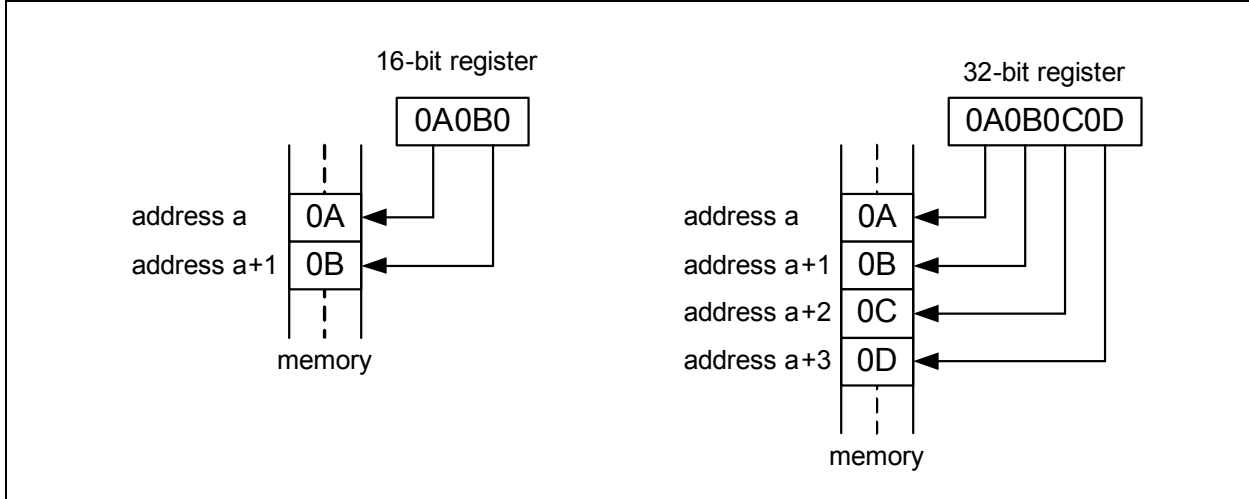 16-bit register
0A0B0
address a 0A
address a+1 0B
memory
32-bit register
0A0B0C0D
address a 0A
address a+1 0B
address a+2 0C
address a+3 0D
memory